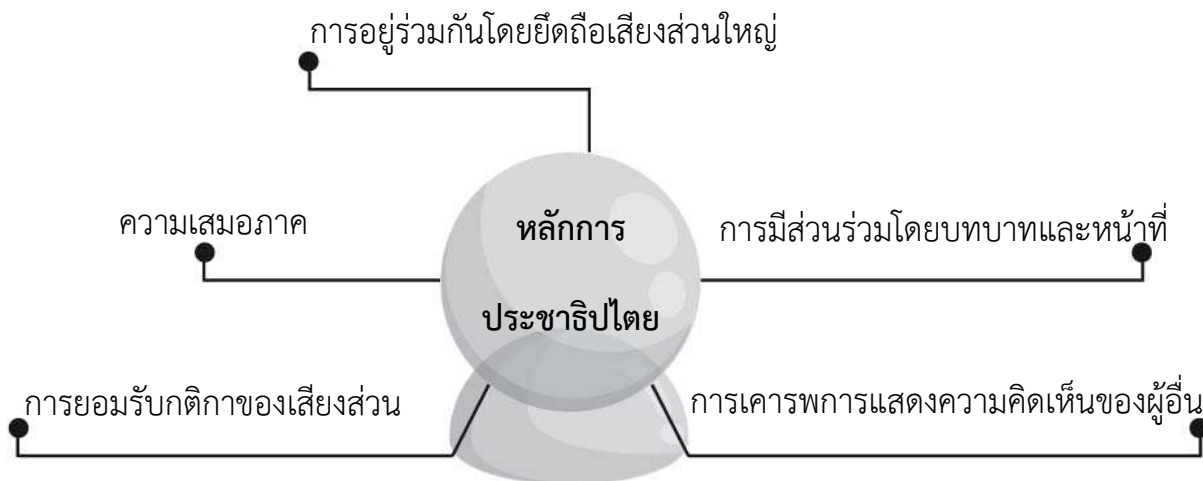 การอยู่ร่วมกันโดยยึดถือเสียงส่วนใหญ่
ความเสมอภาค
หลักการ
ประชาธิปไตย
การมีส่วนร่วมโดยบทบาทและหน้าที่
การยอมรับกติกาของเสียงส่วน
การเคารพการแสดงความคิดเห็นของผู้อื่น